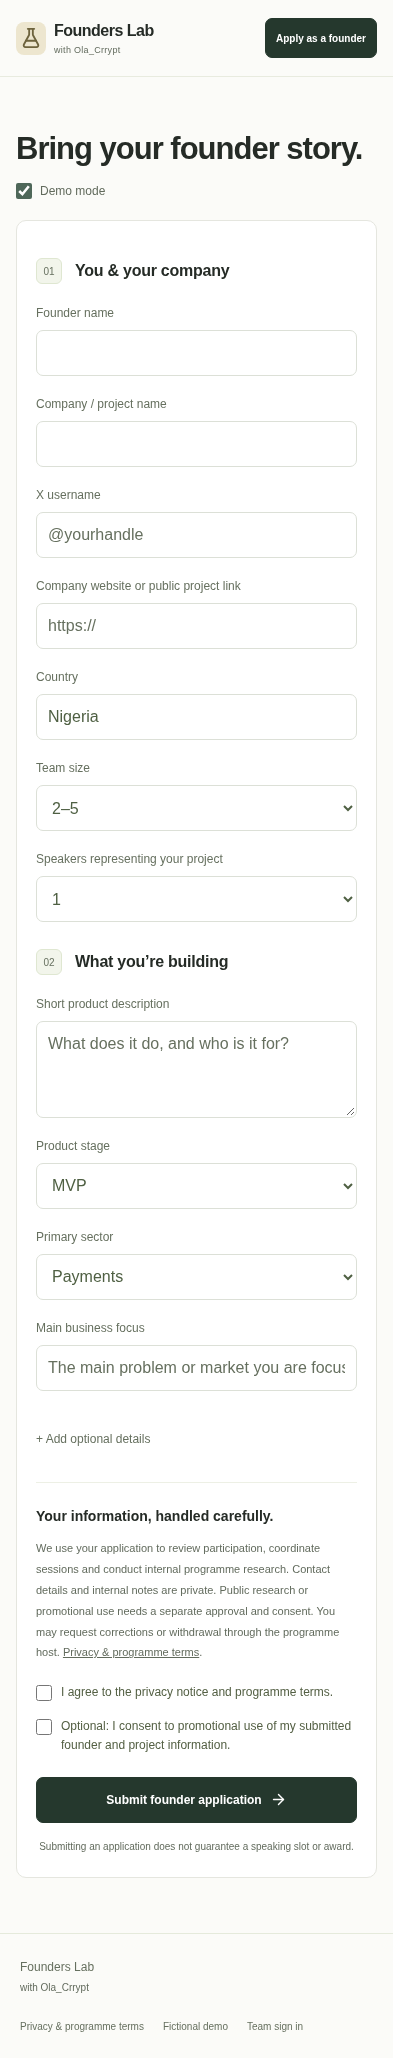 Founders Lab
with Ola_Crrypt
Apply as a founder
Bring your founder story.
Demo mode
01
You & your company
Founder name
Company / project name
X username
@yourhandle
Company website or public project link
https://
Country
Nigeria
Team size
2–5
Speakers representing your project
1
02
What you’re building
Short product description
What does it do, and who is it for?
Product stage
MVP
Primary sector
Payments
Main business focus
The main problem or market you are focus
+ Add optional details
Your information, handled carefully.
We use your application to review participation, coordinate
sessions and conduct internal programme research. Contact
details and internal notes are private. Public research or
promotional use needs a separate approval and consent. You
may request corrections or withdrawal through the programme
host. Privacy & programme terms.
I agree to the privacy notice and programme terms.
Optional: I consent to promotional use of my submitted
founder and project information.
Submit founder application
Submitting an application does not guarantee a speaking slot or award.
Founders Lab
with Ola_Crrypt
Privacy & programme terms
Fictional demo
Team sign in